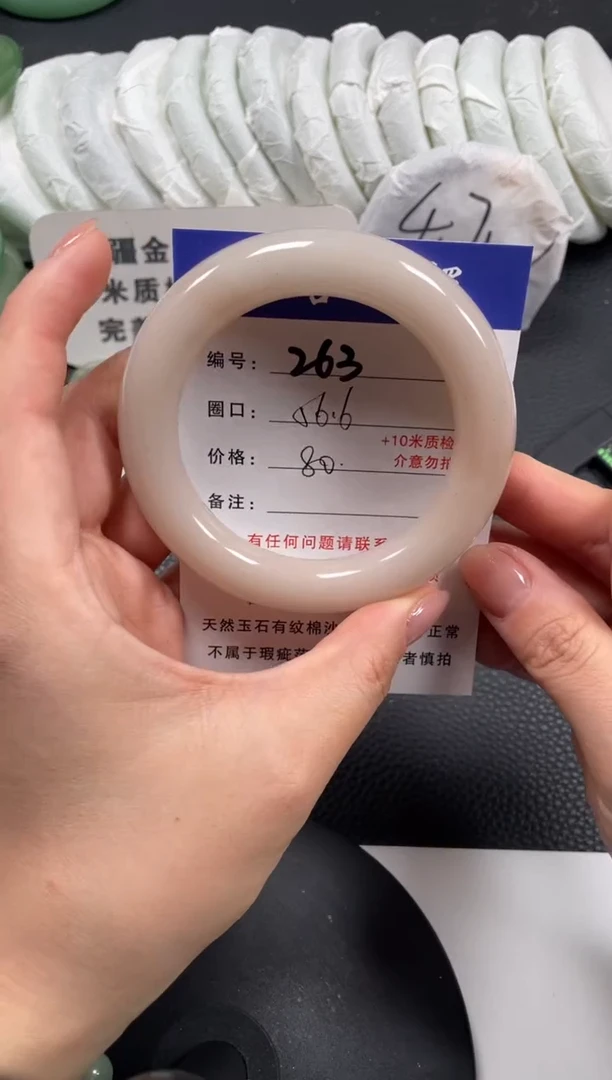 47
疆金
米质
完
编号： 263
圈口： 56.6
+10米质检
价格： 80.
介意勿拍
备注：
有任何问题请联系
天然玉石有纹棉沙 正常
不属于瑕疵 者慎拍